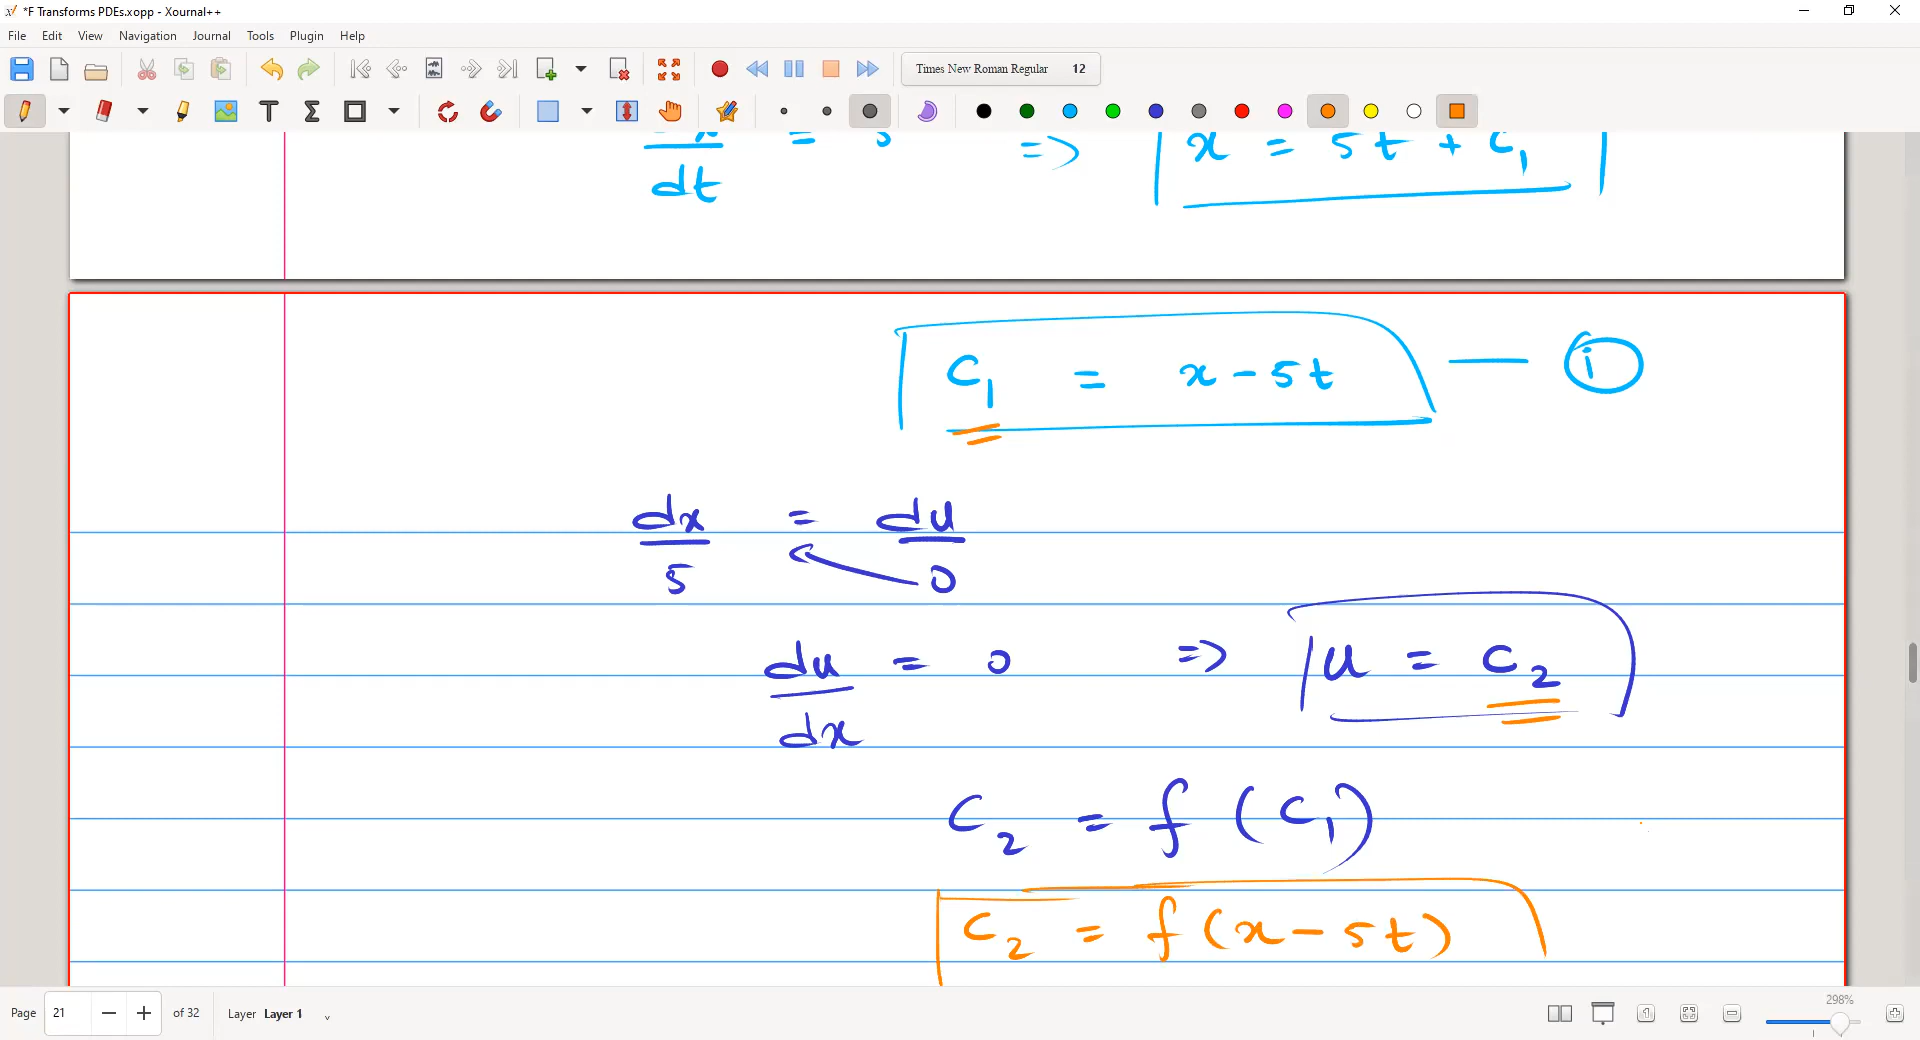 *F Transforms PDEs.xopp - Xournal++
File Edit View Navigation Journal Tools Plugin Help
Times New Roman Regular 12
dt
=> x = 5t + C₁
C₁ = x - 5t — i
dx/5 = du/0
du/dx = 0 => u = C₂
C₂ = f(C₁)
C₂ = f(x - 5t)
Page 21 of 32 Layer Layer 1 298%